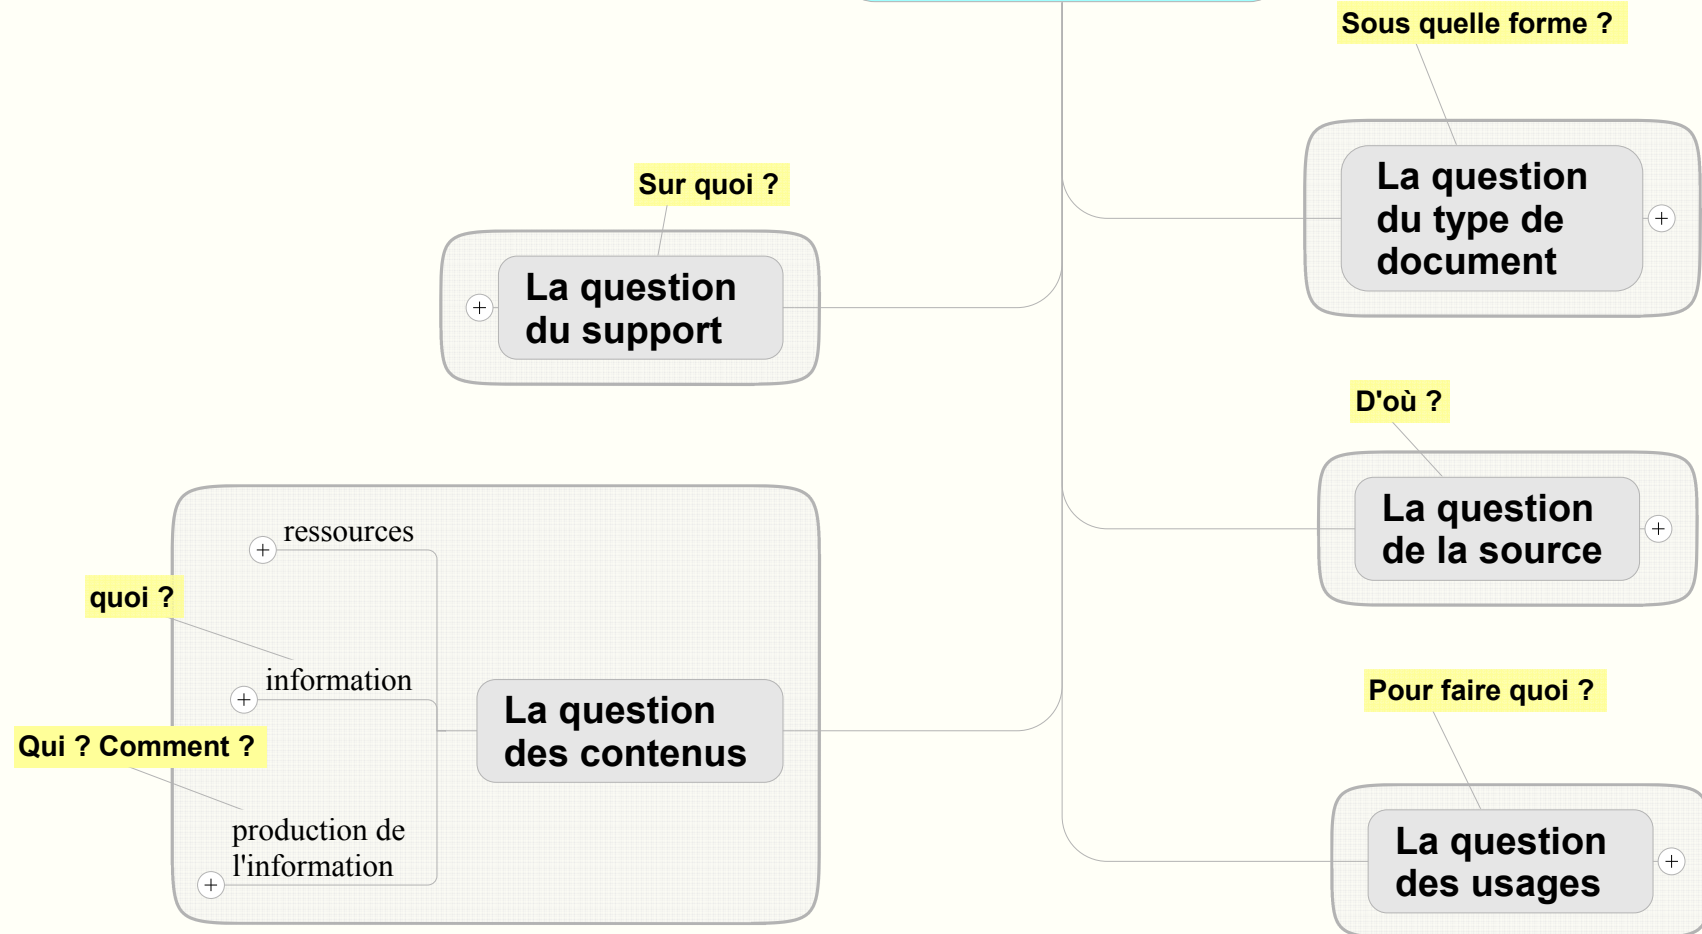 Sous quelle forme ?
La question
du type de
document
Sur quoi ?
La question
du support
D'où ?
La question
de la source
ressources
quoi ?
information
Qui ? Comment ?
production de
l'information
La question
des contenus
Pour faire quoi ?
La question
des usages